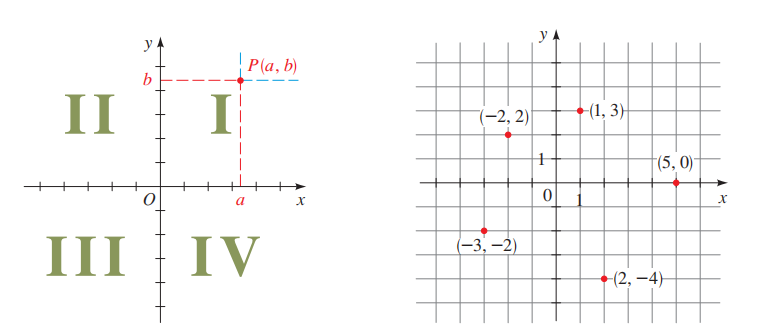 y
P(a, b)
b
II
I
O
a
x
III
IV
y
(−2, 2)
(1, 3)
1
(5, 0)
0
1
x
(−3, −2)
(2, −4)